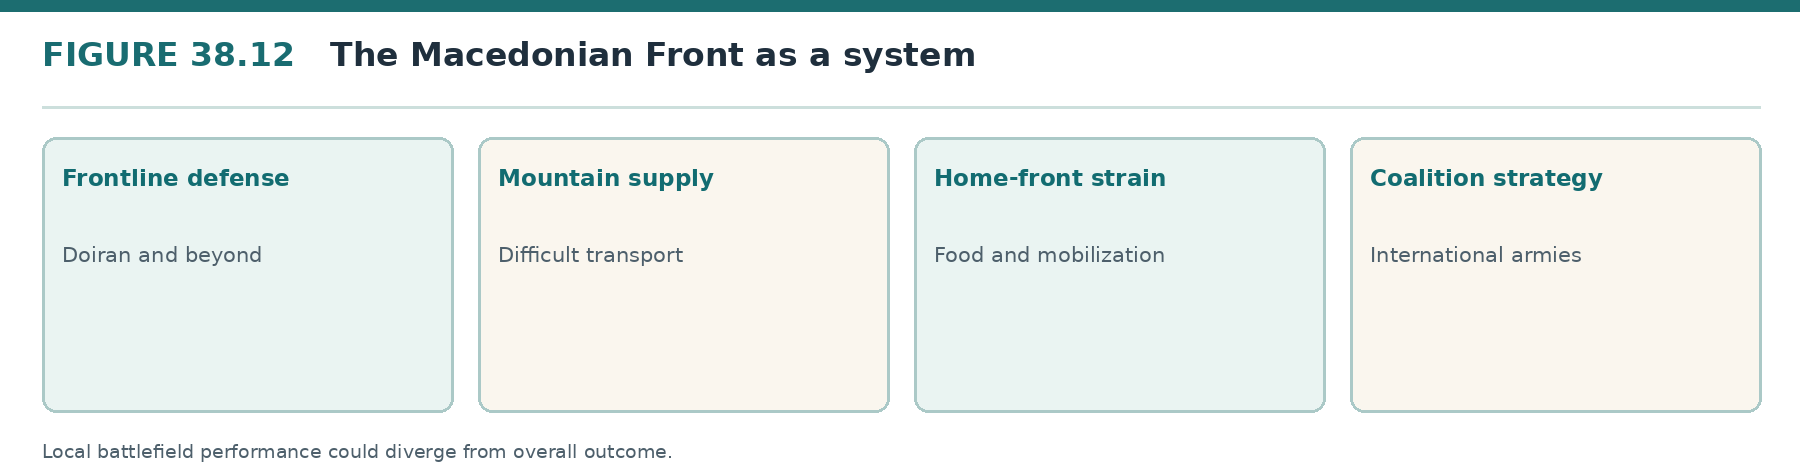 FIGURE 38.12 The Macedonian Front as a system
Frontline defense
Doiran and beyond
Mountain supply
Difficult transport
Home-front strain
Food and mobilization
Coalition strategy
International armies
Local battlefield performance could diverge from overall outcome.